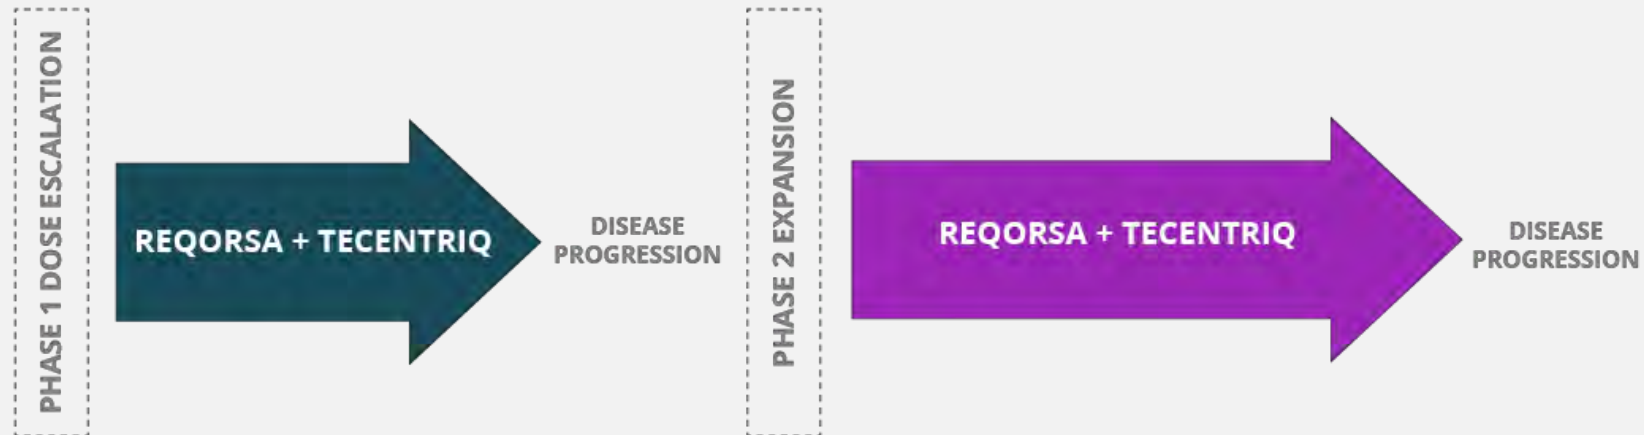 PHASE 1 DOSE ESCALATION
REQORSA + TECENTRIQ
DISEASE
PROGRESSION
PHASE 2 EXPANSION
REQORSA + TECENTRIQ
DISEASE
PROGRESSION